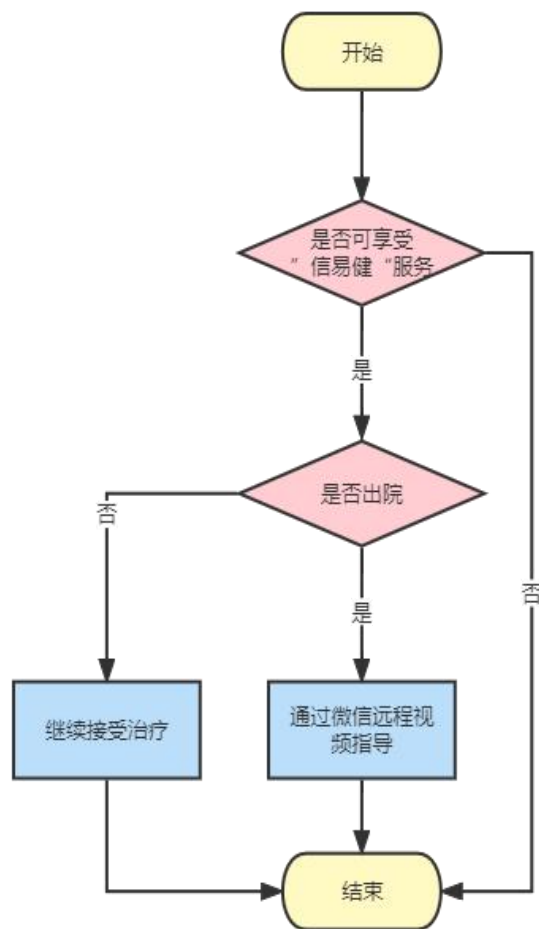 开始
是否可享受
”信易健“服务
是
是否出院
否
是
否
继续接受治疗
通过微信远程视
频指导
结束